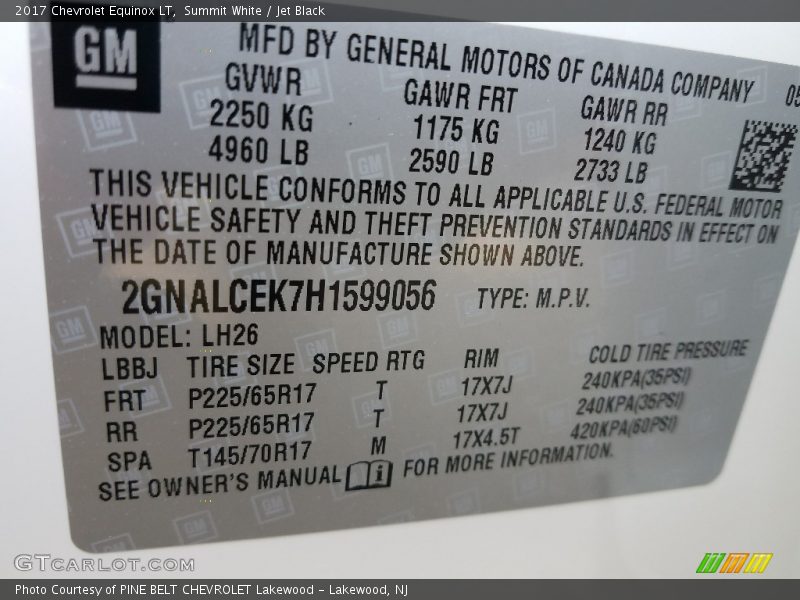 2017 Chevrolet Equinox LT,  Summit White / Jet Black
GM
MFD BY GENERAL MOTORS OF CANADA COMPANY
05
GVWR GAWR FRT GAWR RR
2250 KG 1175 KG 1240 KG
4960 LB 2590 LB 2733 LB
THIS VEHICLE CONFORMS TO ALL APPLICABLE U.S. FEDERAL MOTOR
VEHICLE SAFETY AND THEFT PREVENTION STANDARDS IN EFFECT ON
THE DATE OF MANUFACTURE SHOWN ABOVE.
2GNALCEK7H1599056 TYPE: M.P.V.
MODEL: LH26
LBBJ TIRE SIZE SPEED RTG RIM COLD TIRE PRESSURE
FRT P225/65R17 T 17X7J 240KPA(35PSI)
RR P225/65R17 T 17X7J 240KPA(35PSI)
SPA T145/70R17 M 17X4.5T 420KPA(60PSI)
SEE OWNER'S MANUAL i FOR MORE INFORMATION.
GTCARLOT.COM
Photo Courtesy of PINE BELT CHEVROLET Lakewood - Lakewood, NJ